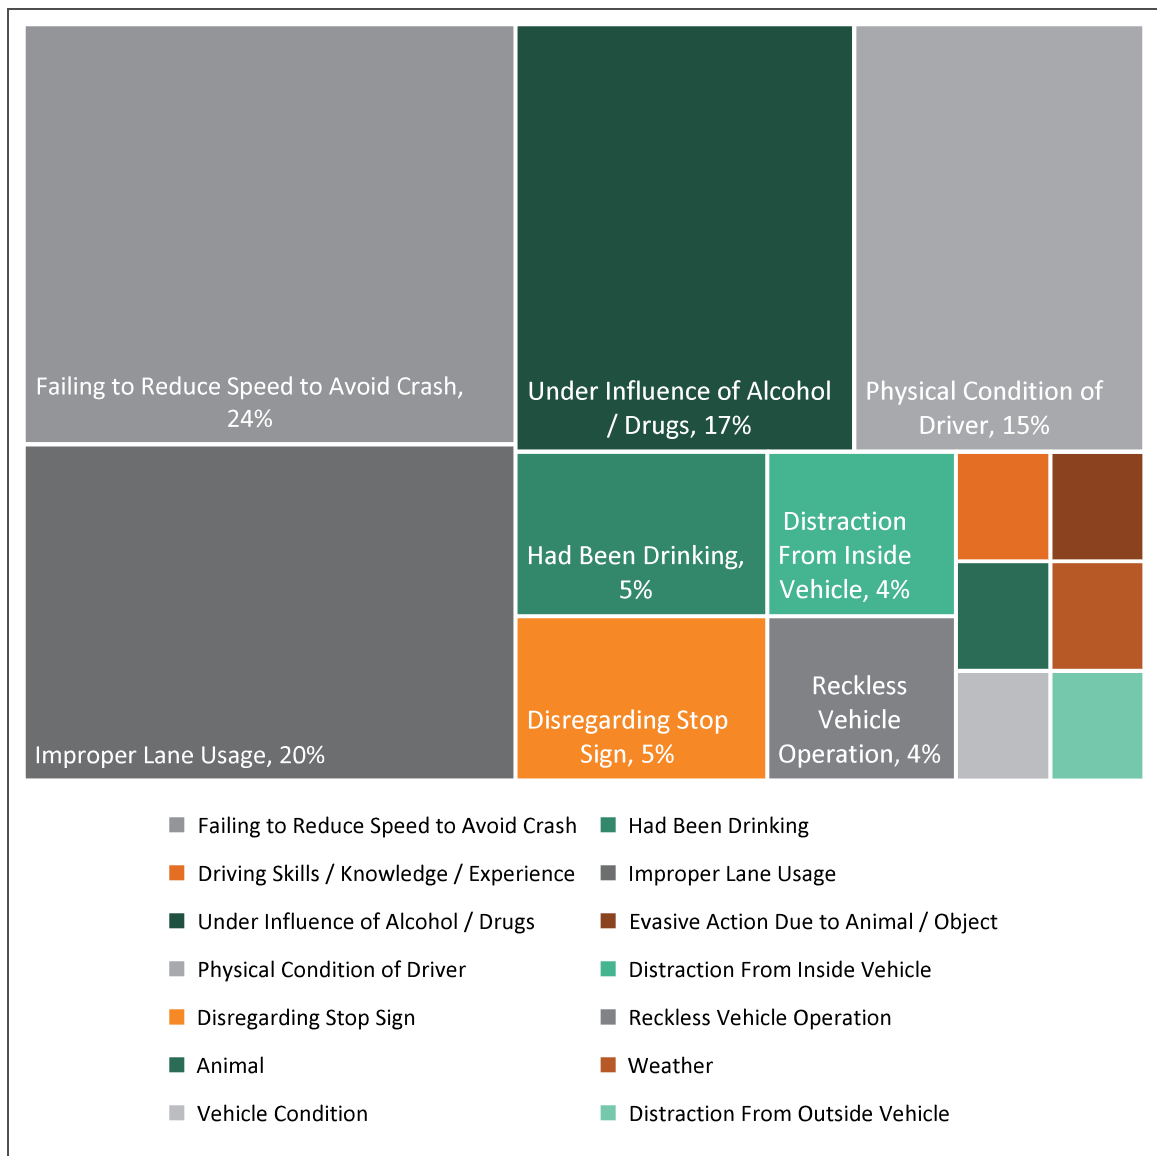 Failing to Reduce Speed to Avoid Crash,
24%
Under Influence of Alcohol
/ Drugs, 17%
Physical Condition of
Driver, 15%
Improper Lane Usage, 20%
Had Been Drinking,
5%
Distraction
From Inside
Vehicle, 4%
Disregarding Stop
Sign, 5%
Reckless
Vehicle
Operation, 4%
Failing to Reduce Speed to Avoid Crash
Had Been Drinking
Driving Skills / Knowledge / Experience
Improper Lane Usage
Under Influence of Alcohol / Drugs
Evasive Action Due to Animal / Object
Physical Condition of Driver
Distraction From Inside Vehicle
Disregarding Stop Sign
Reckless Vehicle Operation
Animal
Weather
Vehicle Condition
Distraction From Outside Vehicle